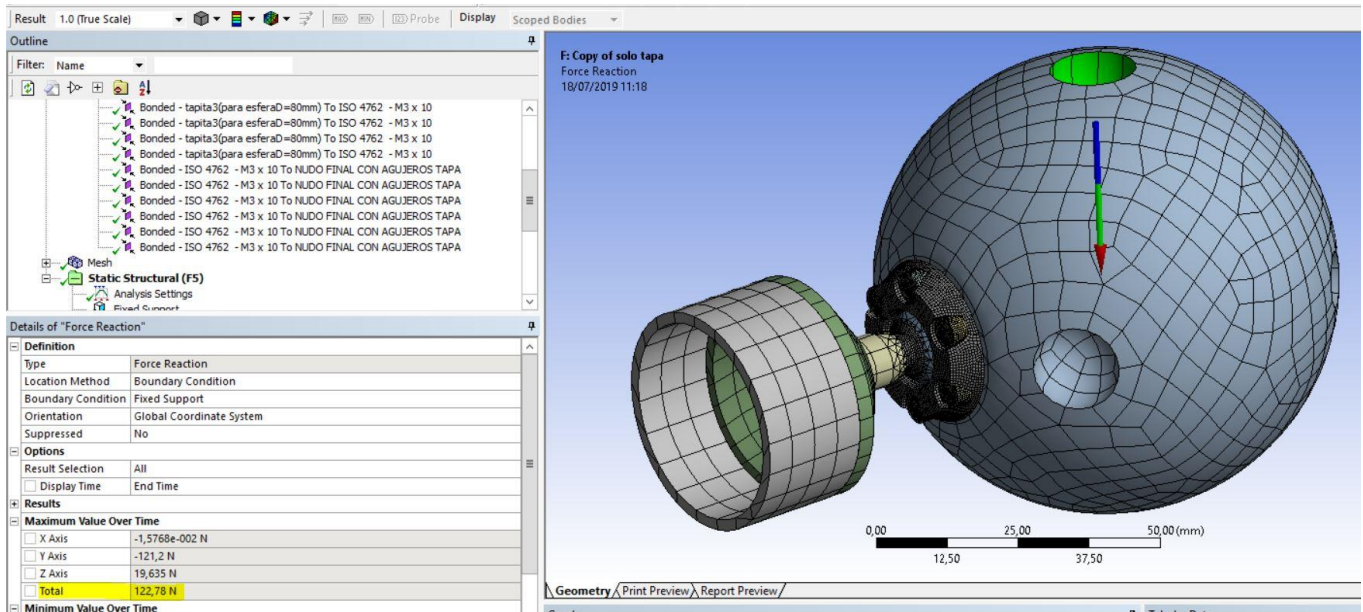 Result 1.0 (True Scale) Probe Display Scoped Bodies
Outline
Filter: Name
Bonded - tapita3(para esferaD=80mm) To ISO 4762 - M3 x 10
Bonded - tapita3(para esferaD=80mm) To ISO 4762 - M3 x 10
Bonded - tapita3(para esferaD=80mm) To ISO 4762 - M3 x 10
Bonded - tapita3(para esferaD=80mm) To ISO 4762 - M3 x 10
Bonded - ISO 4762 - M3 x 10 To NUDO FINAL CON AGUJEROS TAPA
Bonded - ISO 4762 - M3 x 10 To NUDO FINAL CON AGUJEROS TAPA
Bonded - ISO 4762 - M3 x 10 To NUDO FINAL CON AGUJEROS TAPA
Bonded - ISO 4762 - M3 x 10 To NUDO FINAL CON AGUJEROS TAPA
Bonded - ISO 4762 - M3 x 10 To NUDO FINAL CON AGUJEROS TAPA
Bonded - ISO 4762 - M3 x 10 To NUDO FINAL CON AGUJEROS TAPA
Mesh
Static Structural (F5)
Analysis Settings
Fixed Support
Details of "Force Reaction"
Definition
Type Force Reaction
Location Method Boundary Condition
Boundary Condition Fixed Support
Orientation Global Coordinate System
Suppressed No
Options
Result Selection All
Display Time End Time
Results
Maximum Value Over Time
X Axis -1,5768e-002 N
Y Axis -121,2 N
Z Axis 19,635 N
Total 122,78 N
Minimum Value Over Time
F: Copy of solo tapa
Force Reaction
18/07/2019 11:18
0,00 25,00 50,00 (mm)
12,50 37,50
Geometry Print Preview Report Preview